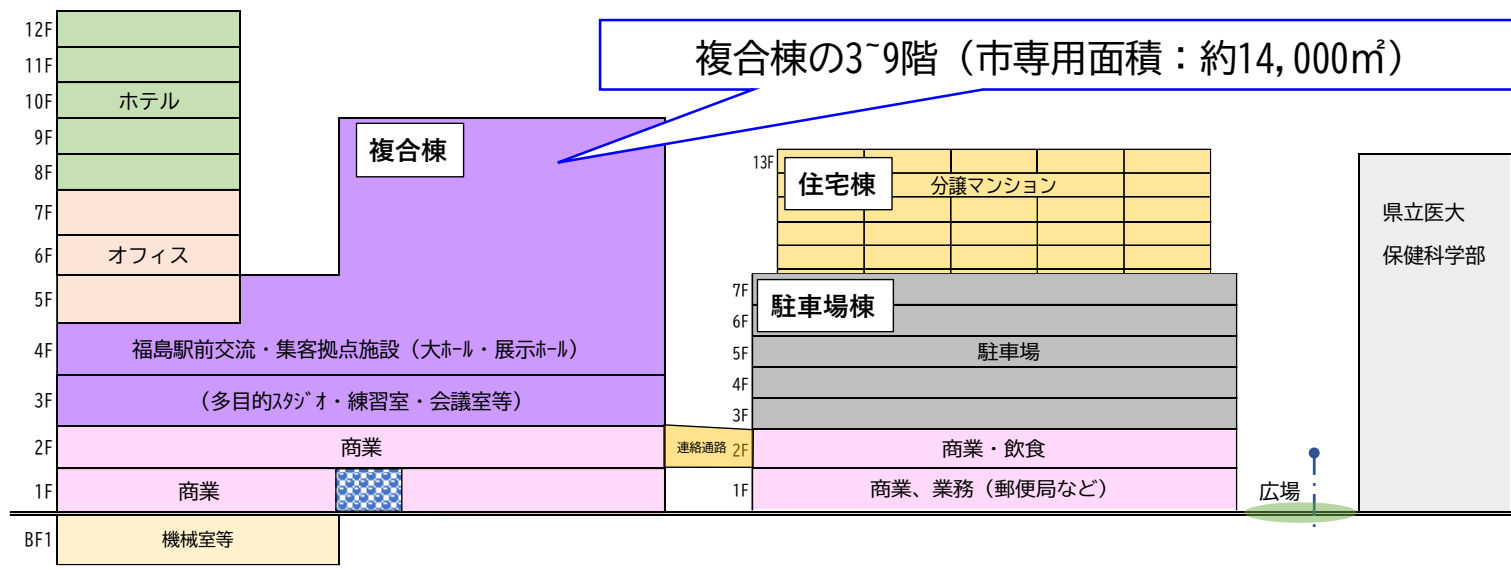 複合棟の3~9階（市専用面積：約14,000㎡）
12F
11F
10F
ホテル
9F
8F
7F
6F
オフィス
5F
4F
福島駅前交流・集客拠点施設（大ﾎｰﾙ・展示ﾎｰﾙ）
3F
（多目的ｽﾀｼﾞｵ・練習室・会議室等）
2F
商業
1F
商業
BF1
機械室等
複合棟
連絡通路
13F
住宅棟
分譲マンション
7F
駐車場棟
6F
5F
駐車場
4F
3F
2F
商業・飲食
1F
商業、業務（郵便局など）
広場
県立医大
保健科学部